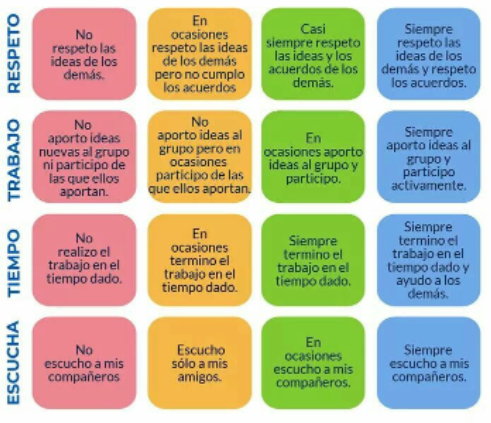 RESPETO
No
respeto las
ideas de los
demás.
En
ocasiones
respeto las ideas
de los demás
pero no cumplo
los acuerdos
Casi
siempre respeto
las ideas y los
acuerdos de los
demás.
Siempre
respeto las
ideas de los
demás y respeto
los acuerdos.
TRABAJO
No
aporto ideas
nuevas al grupo
ni participo de
las que ellos
aportan.
No
aporto ideas al
grupo pero en
ocasiones
participo de las
que ellos aportan.
En
ocasiones aporto
ideas al grupo y
participo.
Siempre
aporto ideas al
grupo y
participo
activamente.
TIEMPO
No
realizo el
trabajo en el
tiempo dado.
En
ocasiones
termino el
trabajo en el
tiempo dado.
Siempre
termino el
trabajo en el
tiempo dado.
Siempre
termino el
trabajo en el
tiempo dado y
ayudo a los
demás.
ESCUCHA
No
escucho a mis
compañeros
Escucho
sólo a mis
amigos.
En
ocasiones
escucho a mis
compañeros.
Siempre
escucho a mis
compañeros.